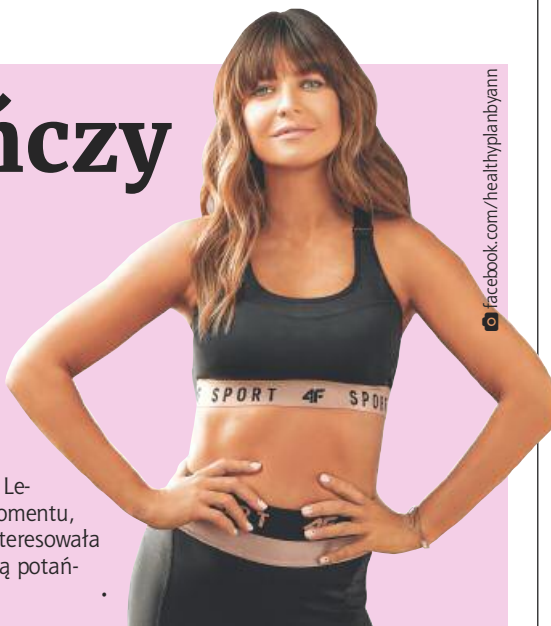 ńczy
facebook.com/healthyplanbyann
SPORT 4F SPOR
Le-
omentu,
teresowała
ą potań-
.